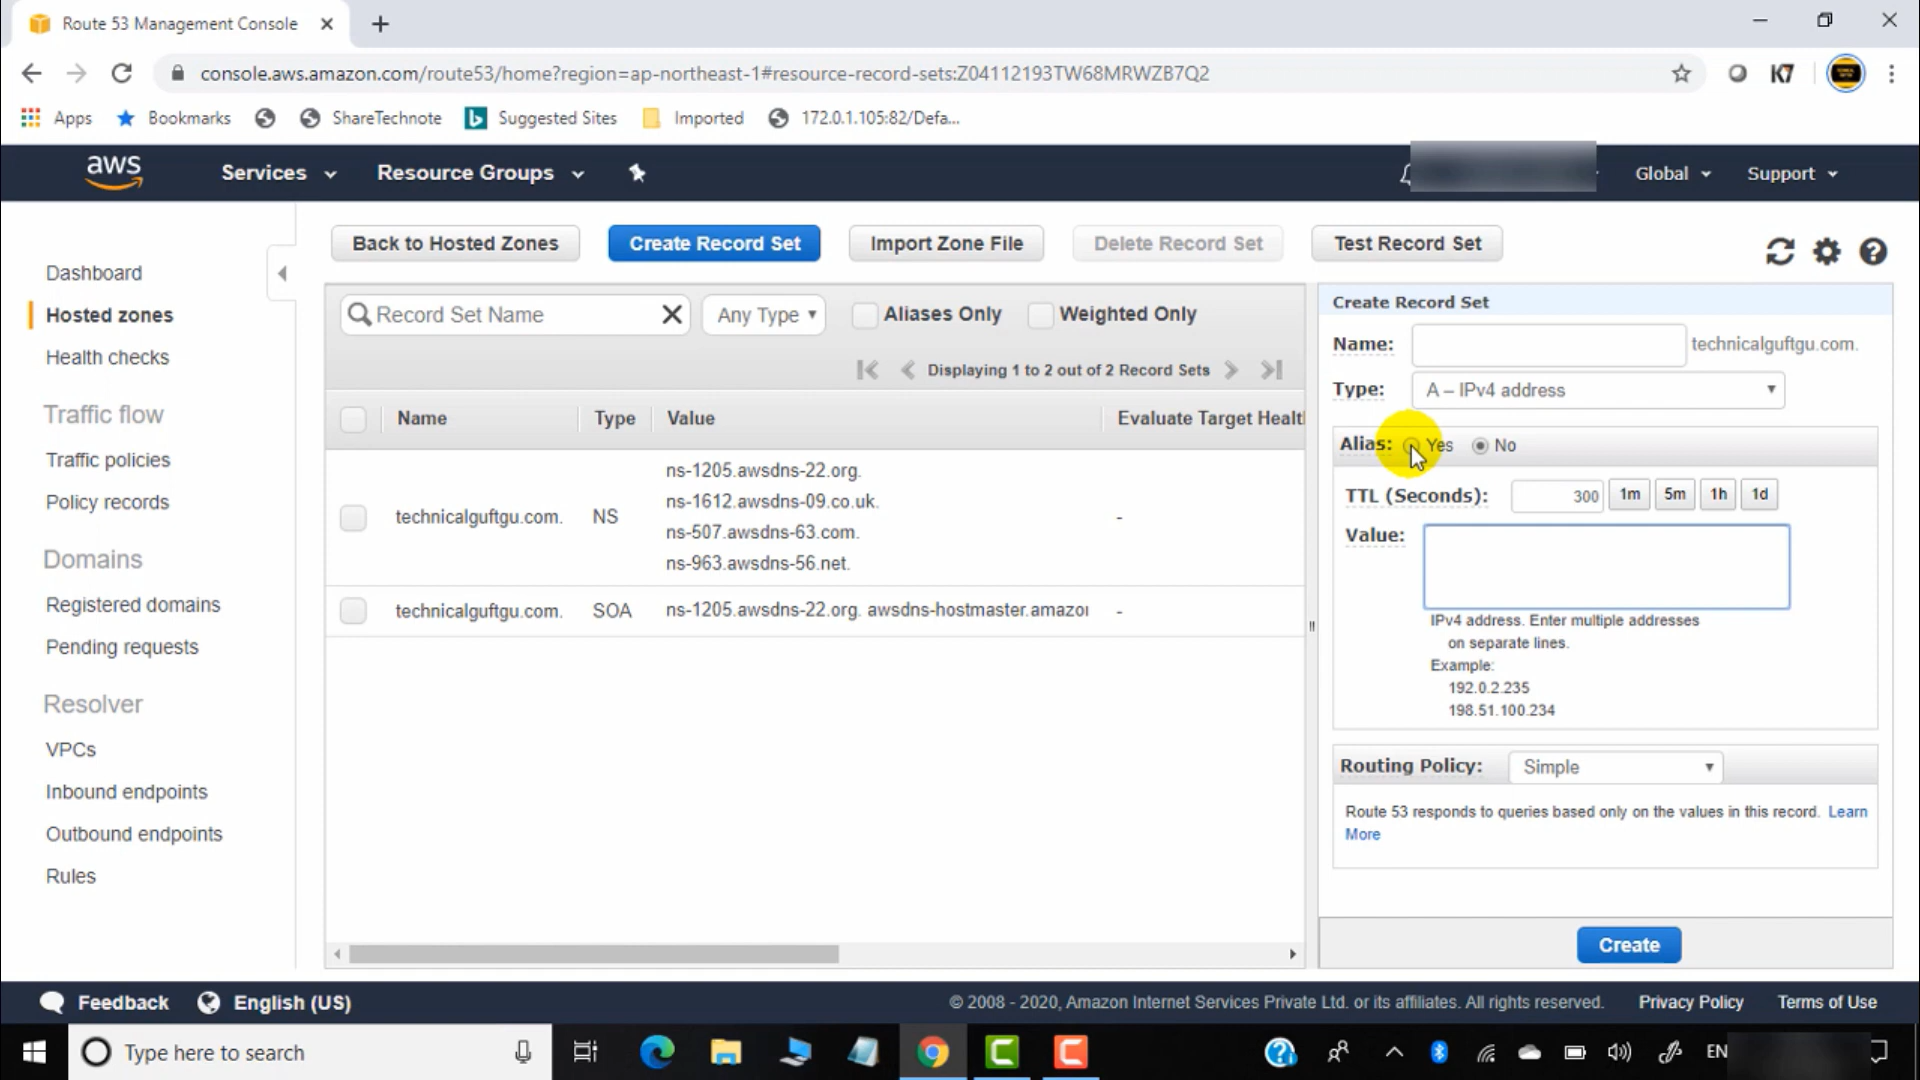 Route 53 Management Console
console.aws.amazon.com/route53/home?region=ap-northeast-1#resource-record-sets:Z04112193TW68MRWZB7Q2
K7
Apps
Bookmarks
ShareTechnote
Suggested Sites
Imported
172.0.1.105:82/Defa...
aws
Services
Resource Groups
Global
Support
Back to Hosted Zones
Create Record Set
Import Zone File
Delete Record Set
Test Record Set
Dashboard
Hosted zones
Health checks
Traffic flow
Traffic policies
Policy records
Domains
Registered domains
Pending requests
Resolver
VPCs
Inbound endpoints
Outbound endpoints
Rules
Record Set Name
Any Type
Aliases Only
Weighted Only
Displaying 1 to 2 out of 2 Record Sets
Name Type Value Evaluate Target Healtl
technicalguftgu.com. NS
ns-1205.awsdns-22.org.
ns-1612.awsdns-09.co.uk.
ns-507.awsdns-63.com.
ns-963.awsdns-56.net.
-
technicalguftgu.com. SOA ns-1205.awsdns-22.org. awsdns-hostmaster.amazor -
Create Record Set
Name: technicalguftgu.com.
Type: A – IPv4 address
Alias: Yes No
TTL (Seconds): 300 1m 5m 1h 1d
Value:
IPv4 address. Enter multiple addresses
on separate lines.
Example:
192.0.2.235
198.51.100.234
Routing Policy: Simple
Route 53 responds to queries based only on the values in this record. Learn
More
Create
Feedback
English (US)
© 2008 - 2020, Amazon Internet Services Private Ltd. or its affiliates. All rights reserved.
Privacy Policy
Terms of Use
Type here to search
EN